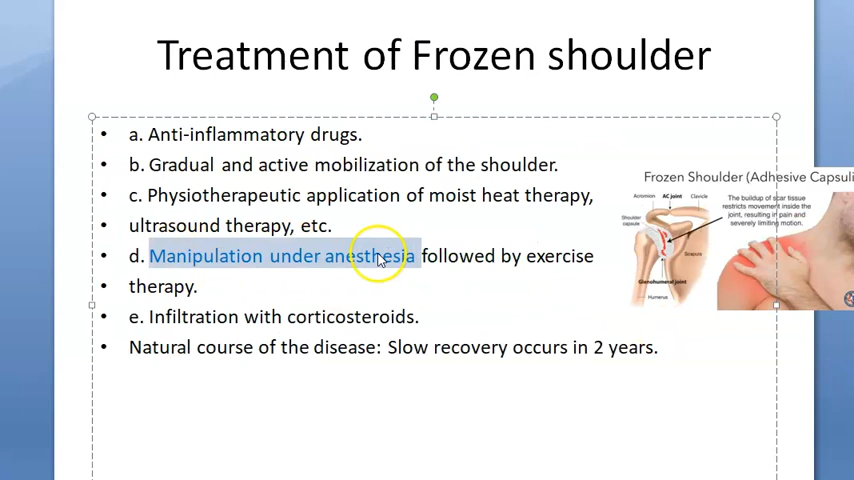 Treatment of Frozen shoulder
• a. Anti-inflammatory drugs.
• b. Gradual and active mobilization of the shoulder.
• c. Physiotherapeutic application of moist heat therapy,
• ultrasound therapy, etc.
• d. Manipulation under anesthesia followed by exercise
• therapy.
• e. Infiltration with corticosteroids.
• Natural course of the disease: Slow recovery occurs in 2 years.
Frozen Shoulder (Adhesive Capsuli
Acromion
AC joint
Clavicle
The buildup of scar tissue
restricts movement inside the
joint, resulting in pain and
severely limiting motion.
Shoulder
capsule
Scapula
Glenohumeral joint
Humerus